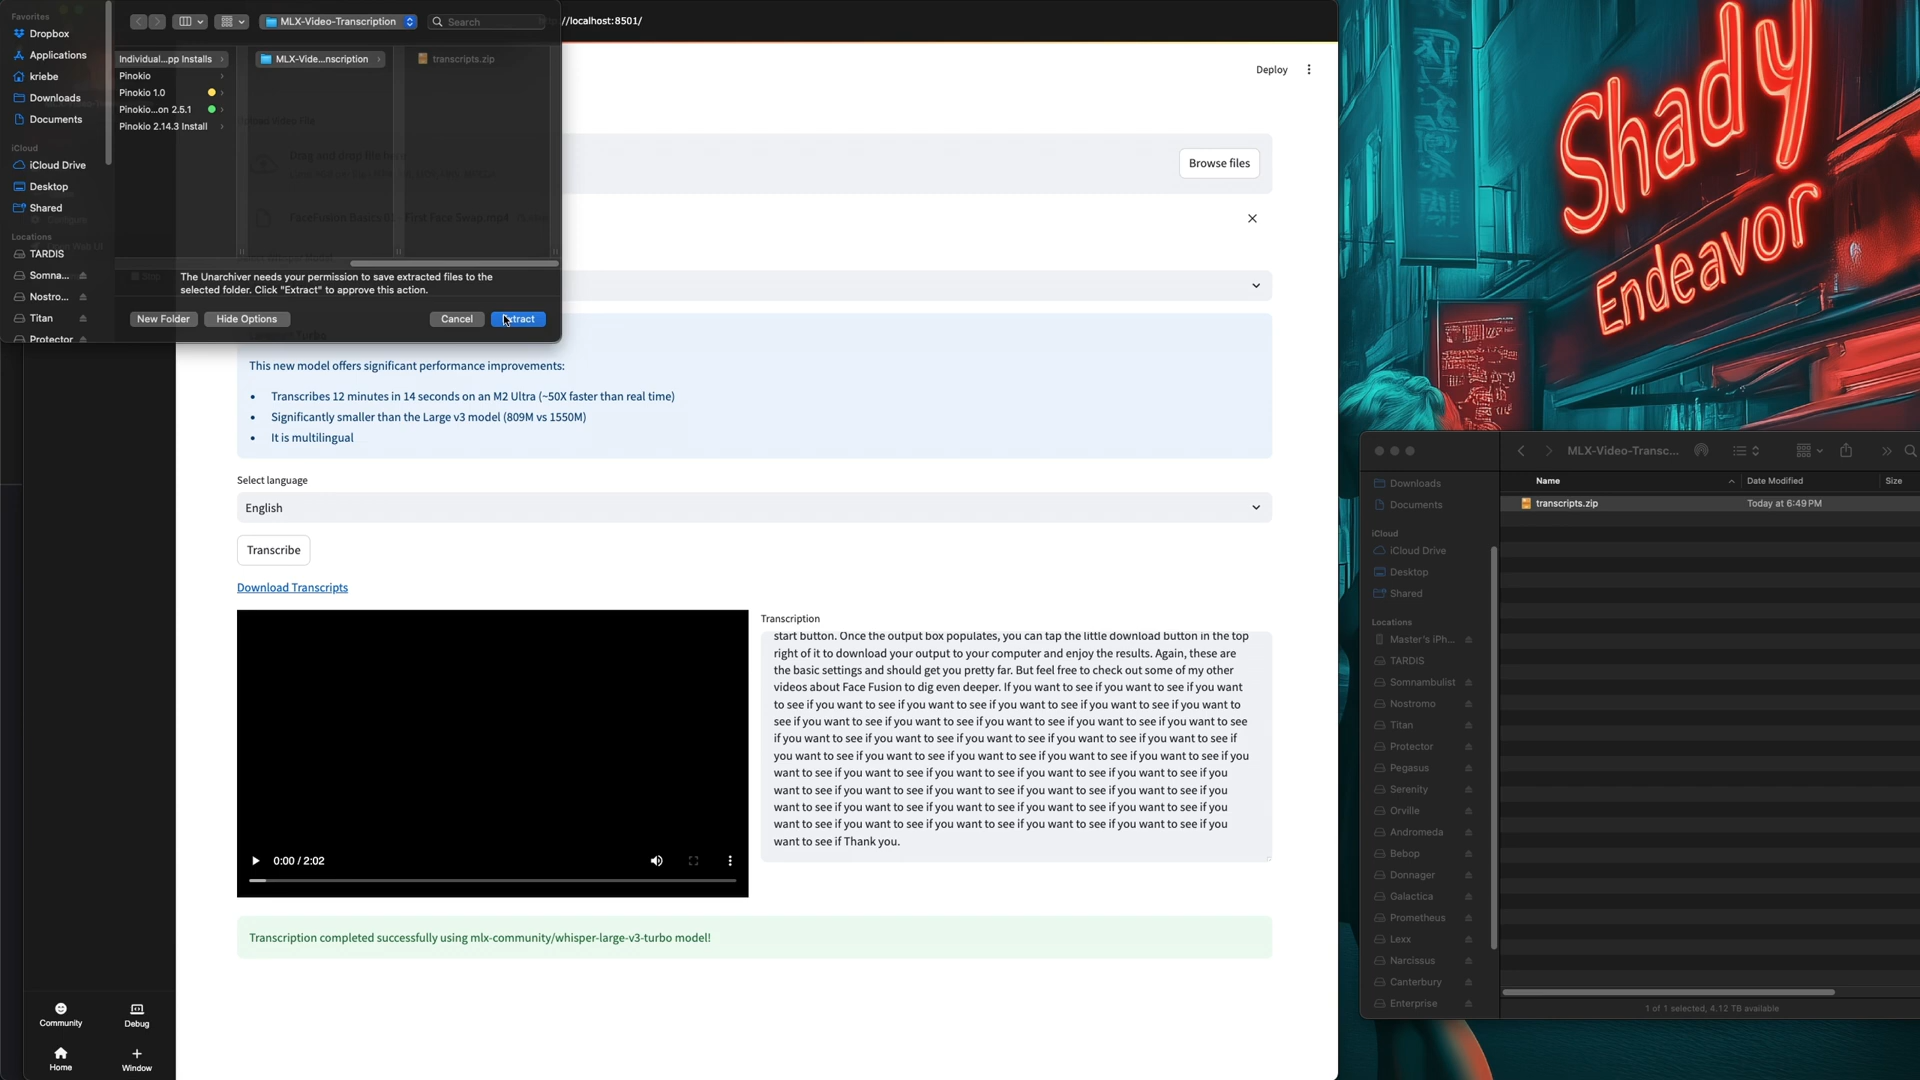 Favorites
Dropbox
Applications
kriebe
Downloads
Documents
iCloud
iCloud Drive
Desktop
Shared
Locations
TARDIS
Somna...
Nostro...
Titan
Protector
MLX-Video-Transcription
Search
Individual...pp Installs
Pinokio
Pinokio 1.0
Pinokio...on 2.5.1
Pinokio 2.14.3 Install
MLX-Vide...nscription
transcripts.zip
The Unarchiver needs your permission to save extracted files to the
selected folder. Click "Extract" to approve this action.
New Folder
Hide Options
Cancel
://localhost:8501/
Deploy
Drag and drop file here
Browse files
FaceFusion Basics 01 - First Face Swap.mp4
This new model offers significant performance improvements:
• Transcribes 12 minutes in 14 seconds on an M2 Ultra (~50X faster than real time)
• Significantly smaller than the Large v3 model (809M vs 1550M)
• It is multilingual
Select language
English
Transcribe
Download Transcripts
0:00 / 2:02
Transcription
start button. Once the output box populates, you can tap the little download button in the top
right of it to download your output to your computer and enjoy the results. Again, these are
the basic settings and should get you pretty far. But feel free to check out some of my other
videos about Face Fusion to dig even deeper. If you want to see if you want to see if you want
to see if you want to see if you want to see if you want to see if you want to see if you want to
see if you want to see if you want to see if you want to see if you want to see if you want to see
if you want to see if you want to see if you want to see if you want to see if you want to see if
you want to see if you want to see if you want to see if you want to see if you want to see if you
want to see if you want to see if you want to see if you want to see if you want to see if you
want to see if you want to see if you want to see if you want to see if you want to see if you
want to see if you want to see if you want to see if you want to see if you want to see if you
want to see if you want to see if you want to see if you want to see if you want to see if you
want to see if Thank you.
Transcription completed successfully using mlx-community/whisper-large-v3-turbo model!
Community
Debug
Home
Window
Shady
Endeavor
MLX-Video-Transc...
Name
Date Modified
Size
transcripts.zip
Today at 6:49 PM
Downloads
Documents
iCloud
iCloud Drive
Desktop
Shared
Locations
Master's iPh...
TARDIS
Somnambulist
Nostromo
Titan
Protector
Pegasus
Serenity
Orville
Andromeda
Bebop
Donnager
Galactica
Prometheus
Lexx
Narcissus
Canterbury
Enterprise
1 of 1 selected, 4.12 TB available